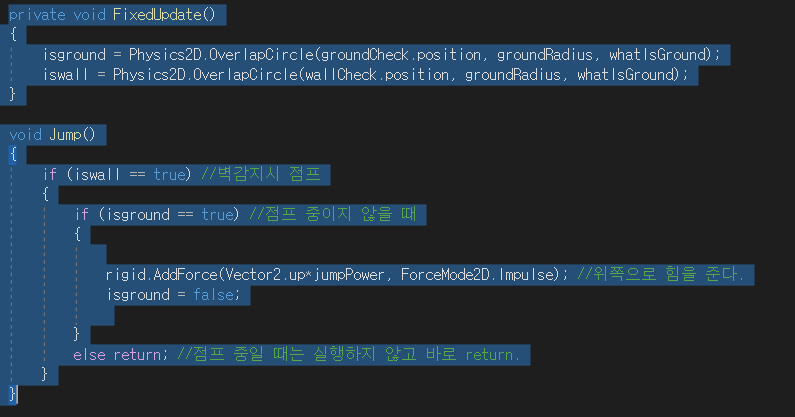 private void FixedUpdate()
{
isground = Physics2D.OverlapCircle(groundCheck.position, groundRadius, whatIsGround);
iswall = Physics2D.OverlapCircle(wallCheck.position, groundRadius, whatIsGround);
}
void Jump()
{
if (iswall == true) //벽감지시 점프
{
if (isground == true) //점프 중이지 않을 때
{
rigid.AddForce(Vector2.up*jumpPower, ForceMode2D.Impulse); //위쪽으로 힘을 준다.
isground = false;
}
else return; //점프 중일 때는 실행하지 않고 바로 return.
}
}